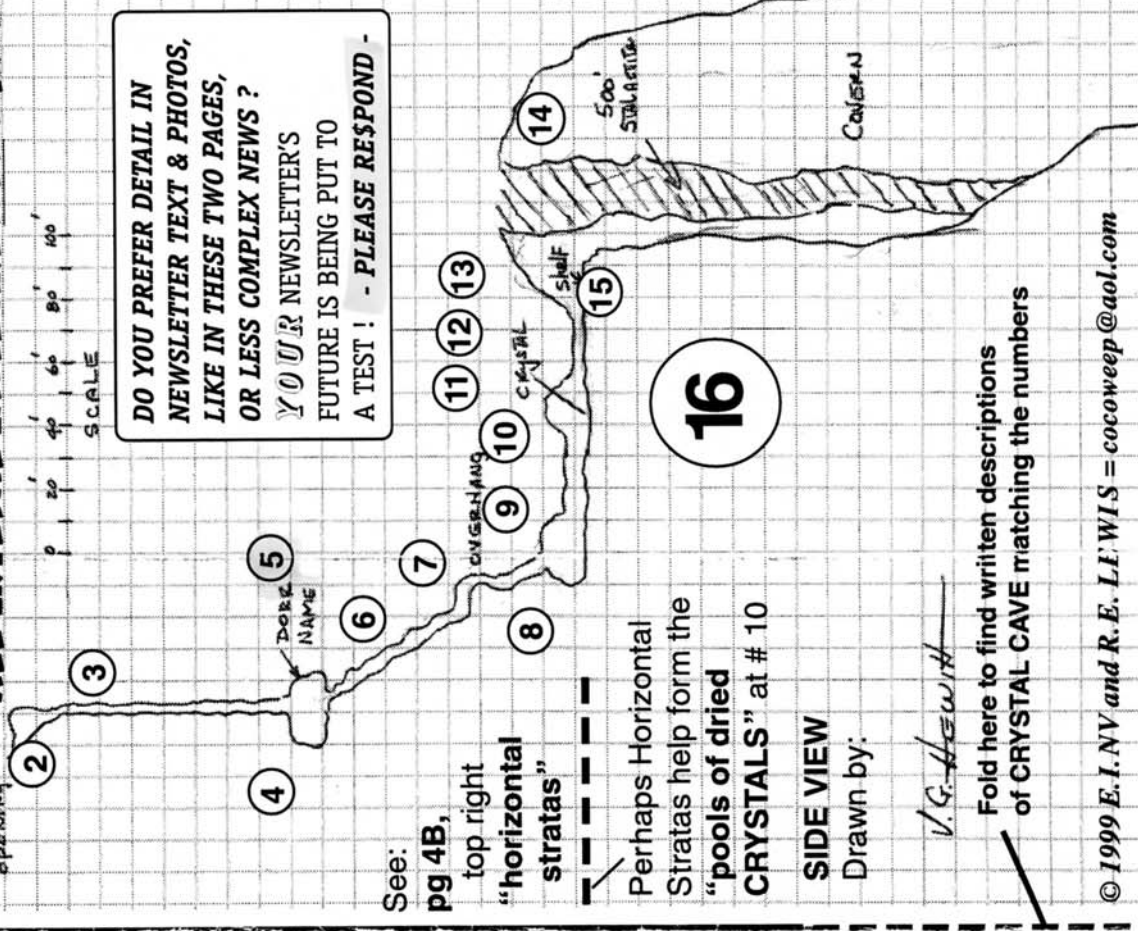 0 20' 40' 60' 80' 100'
SCALE
DO YOU PREFER DETAIL IN
NEWSLETTER TEXT & PHOTOS,
LIKE IN THESE TWO PAGES,
OR LESS COMPLEX NEWS ?
YOUR NEWSLETTER'S
FUTURE IS BEING PUT TO
A TEST ! - PLEASE RE$POND -
2
3
4
DORR
NAME
5
6
7
8
OVERHANG
9
10
11
12
13
CRYSTAL
shelf
14
15
500'
STALACTITE
CAVERN
16
See:
pg 4B,
top right
"horizontal
stratas"
Perhaps Horizontal
Stratas help form the
"pools of dried
CRYSTALS" at # 10
SIDE VIEW
Drawn by:
V.G. HEWITT
Fold here to find written descriptions
of CRYSTAL CAVE matching the numbers
© 1999 E.I.NV and R.E. LEWIS = cocoweep@aol.com